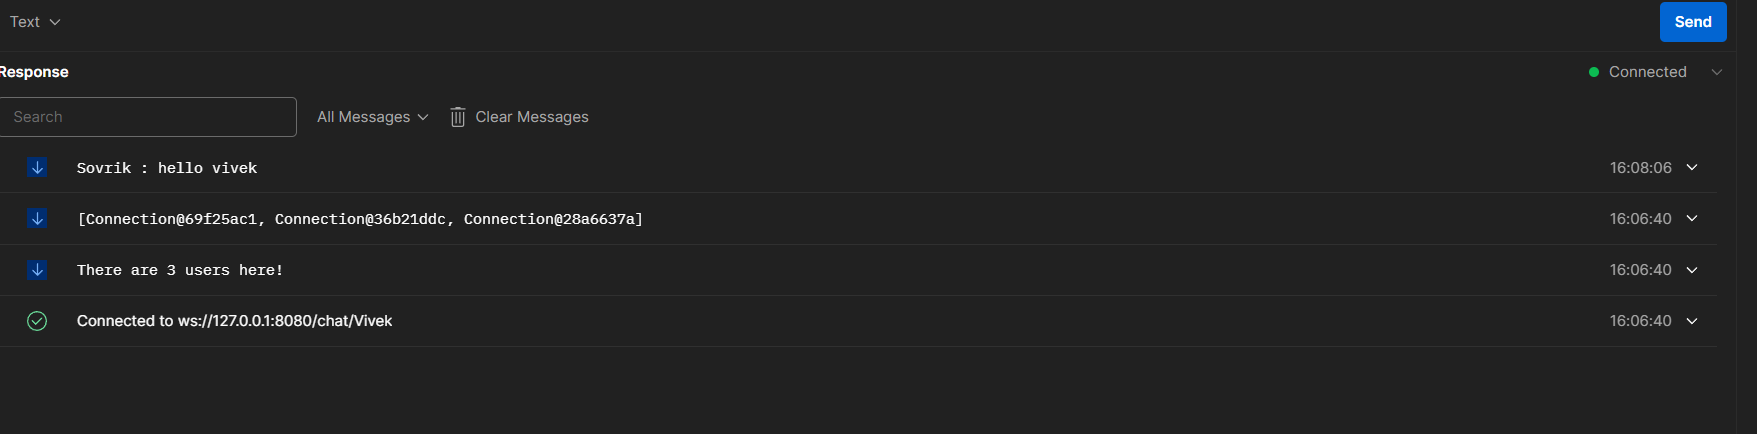 Text
Send
Response
Connected
Search
All Messages
Clear Messages
Sovrik : hello vivek 16:08:06
[Connection@69f25ac1, Connection@36b21ddc, Connection@28a6637a] 16:06:40
There are 3 users here! 16:06:40
Connected to ws://127.0.0.1:8080/chat/Vivek 16:06:40